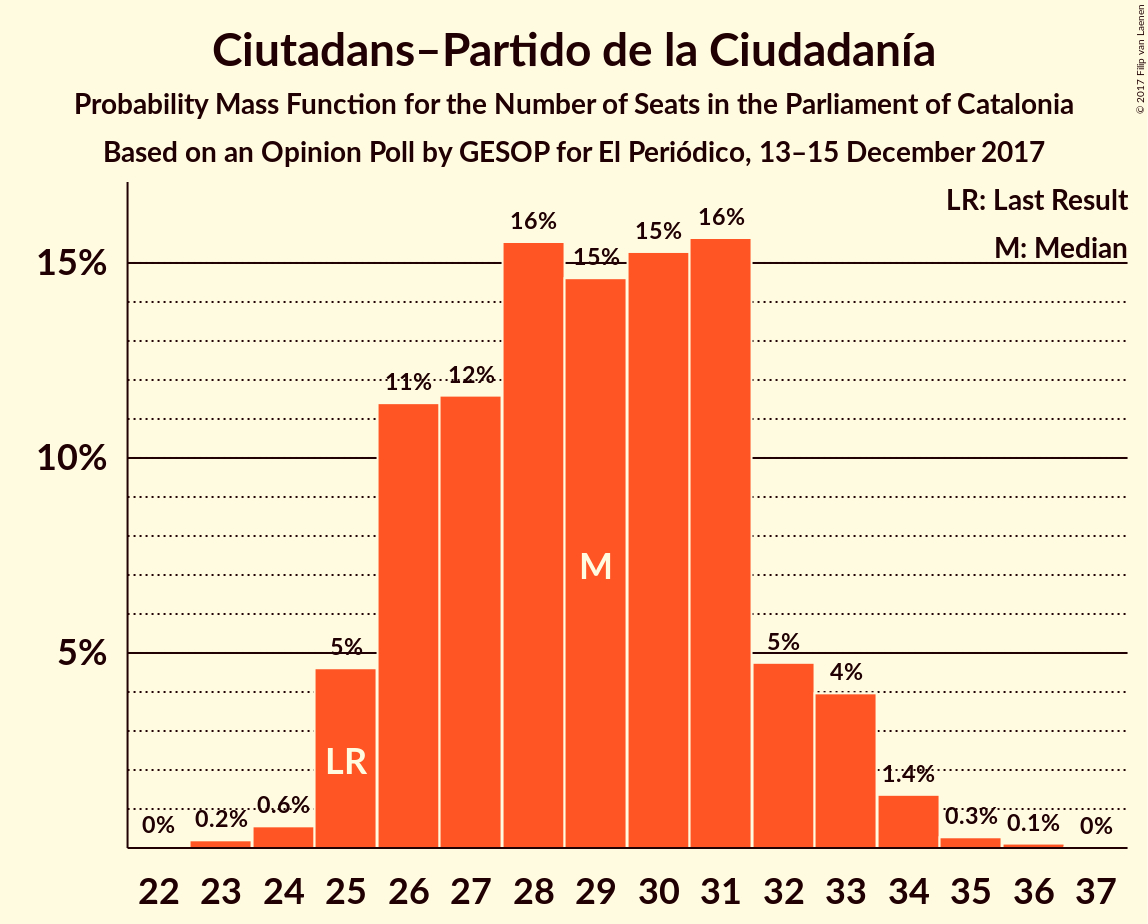 Ciutadans–Partido de la Ciudadanía
Probability Mass Function for the Number of Seats in the Parliament of Catalonia
Based on an Opinion Poll by GESOP for El Periódico, 13–15 December 2017
© 2017 Filip van Laenen
LR: Last Result
M: Median
15%
10%
5%
0%
0.2%
0.6%
5%
11%
12%
16%
15%
15%
16%
5%
4%
1.4%
0.3%
0.1%
0%
LR
M
22 23 24 25 26 27 28 29 30 31 32 33 34 35 36 37